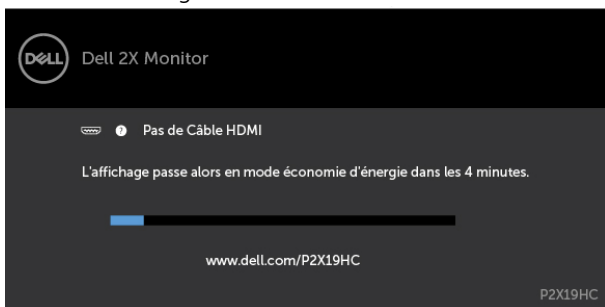 DELL
Dell 2X Monitor
? Pas de Câble HDMI
L'affichage passe alors en mode économie d'énergie dans les 4 minutes.
www.dell.com/P2X19HC
P2X19HC